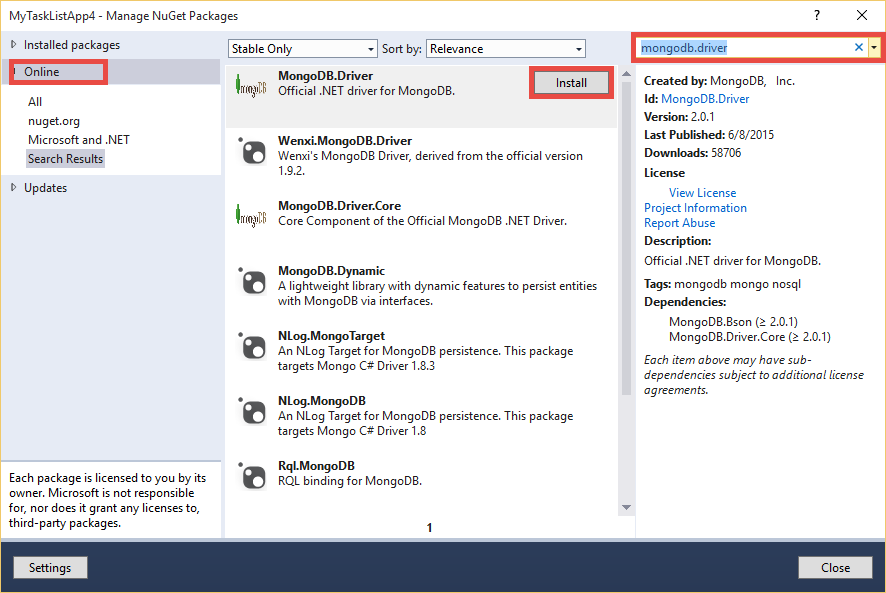 MyTaskListApp4 - Manage NuGet Packages
?
Installed packages
Online
All
nuget.org
Microsoft and .NET
Search Results
Updates
Each package is licensed to you by its
owner. Microsoft is not responsible
for, nor does it grant any licenses to,
third-party packages.
Stable Only
Sort by:
Relevance
mongoDB
MongoDB.Driver
Official .NET driver for MongoDB.
Install
Wenxi.MongoDB.Driver
Wenxi's MongoDB Driver, derived from the official version
1.9.2.
mongoDB
MongoDB.Driver.Core
Core Component of the Official MongoDB .NET Driver.
MongoDB.Dynamic
A lightweight library with dynamic features to persist entities
with MongoDB via interfaces.
NLog.MongoTarget
An NLog Target for MongoDB persistence. This package
targets Mongo C# Driver 1.8.3
NLog.MongoDB
An NLog Target for MongoDB persistence. This package
targets Mongo C# Driver 1.8
Rql.MongoDB
RQL binding for MongoDB.
1
mongodb.driver
Created by: MongoDB, Inc.
Id: MongoDB.Driver
Version: 2.0.1
Last Published: 6/8/2015
Downloads: 58706
License
View License
Project Information
Report Abuse
Description:
Official .NET driver for MongoDB.
Tags: mongodb mongo nosql
Dependencies:
MongoDB.Bson (≥ 2.0.1)
MongoDB.Driver.Core (≥ 2.0.1)
Each item above may have sub-
dependencies subject to additional license
agreements.
Settings
Close